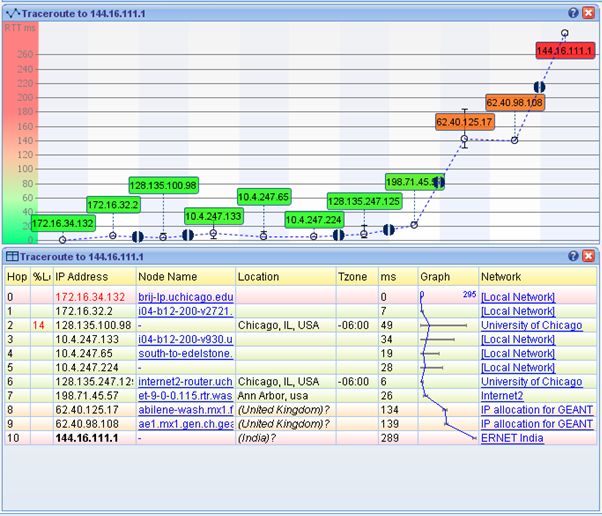 Traceroute to 144.16.111.1
RTT ms
260
240
220
200
180
160
140
120
100
80
60
40
20
0
172.16.34.132
172.16.32.2
128.135.100.98
10.4.247.133
10.4.247.65
10.4.247.224
128.135.247.125
198.71.45.5
62.40.125.17
62.40.98.108
144.16.111.1
Traceroute to 144.16.111.1
Hop %Lo IP Address Node Name Location Tzone ms Graph Network
0 172.16.34.132 brij-lp.uchicago.edu 0 0 295 [Local Network]
1 172.16.32.2 i04-b12-200-v2721. 7 [Local Network]
2 14 128.135.100.98 - Chicago, IL, USA -06:00 49 University of Chicago
3 10.4.247.133 i04-b12-200-v930.u 34 [Local Network]
4 10.4.247.65 south-to-edelstone. 19 [Local Network]
5 10.4.247.224 - 28 [Local Network]
6 128.135.247.12 internet2-router.uch Chicago, IL, USA -06:00 6 University of Chicago
7 198.71.45.57 et-9-0-0.115.rtr.was Ann Arbor, usa 26 Internet2
8 62.40.125.17 abilene-wash.mx1.f (United Kingdom)? 134 IP allocation for GEANT
9 62.40.98.108 ae1.mx1.gen.ch.gea (United Kingdom)? 139 IP allocation for GEANT
10 144.16.111.1 - (India)? 289 ERNET India